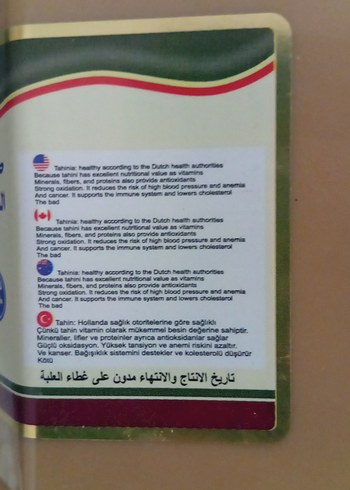 Tahinia: healthy according to the Dutch health authorities
Because tahini has excellent nutritional value as vitamins
Minerals, fibers, and proteins also provide antioxidants
Strong oxidation. It reduces the risk of high blood pressure and anemia
And cancer. It supports the immune system and lowers cholesterol
The bad
Tahinia: healthy according to the Dutch health authorities
Because tahini has excellent nutritional value as vitamins
Minerals, fibers, and proteins also provide antioxidants
Strong oxidation. It reduces the risk of high blood pressure and anemia
And cancer. It supports the immune system and lowers cholesterol
The bad
Tahinia: healthy according to the Dutch health authorities
Because tahini has excellent nutritional value as vitamins
Minerals, fibers, and proteins also provide antioxidants
Strong oxidation. It reduces the risk of high blood pressure and anemia
And cancer. It supports the immune system and lowers cholesterol
The bad
Tahin: Hollanda sağlık otoritelerine göre sağlıklı
Çünkü tahin vitamin olarak mükemmel besin değerine sahiptir.
Mineraller, lifler ve proteinler ayrıca antioksidanlar sağlar
Güçlü oksidasyon. Yüksek tansiyon ve anemi riskini azaltır.
Ve kanser. Bağışıklık sistemini destekler ve kolesterolü düşürür
Kötü
تاريخ الانتاج والانتهاء مدون على غطاء العلبة